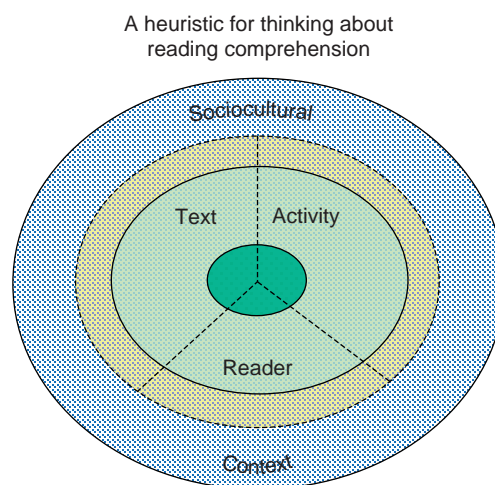 A heuristic for thinking about
reading comprehension
Sociocultural
Text
Activity
Reader
Context